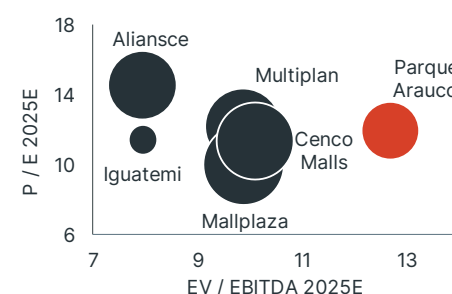 18
Aliansce
Multiplan
Parque
Arauco
14
P / E 2025E
Cenco
Malls
10
Iguatemi
Mallplaza
6
7
9
11
13
EV / EBITDA 2025E